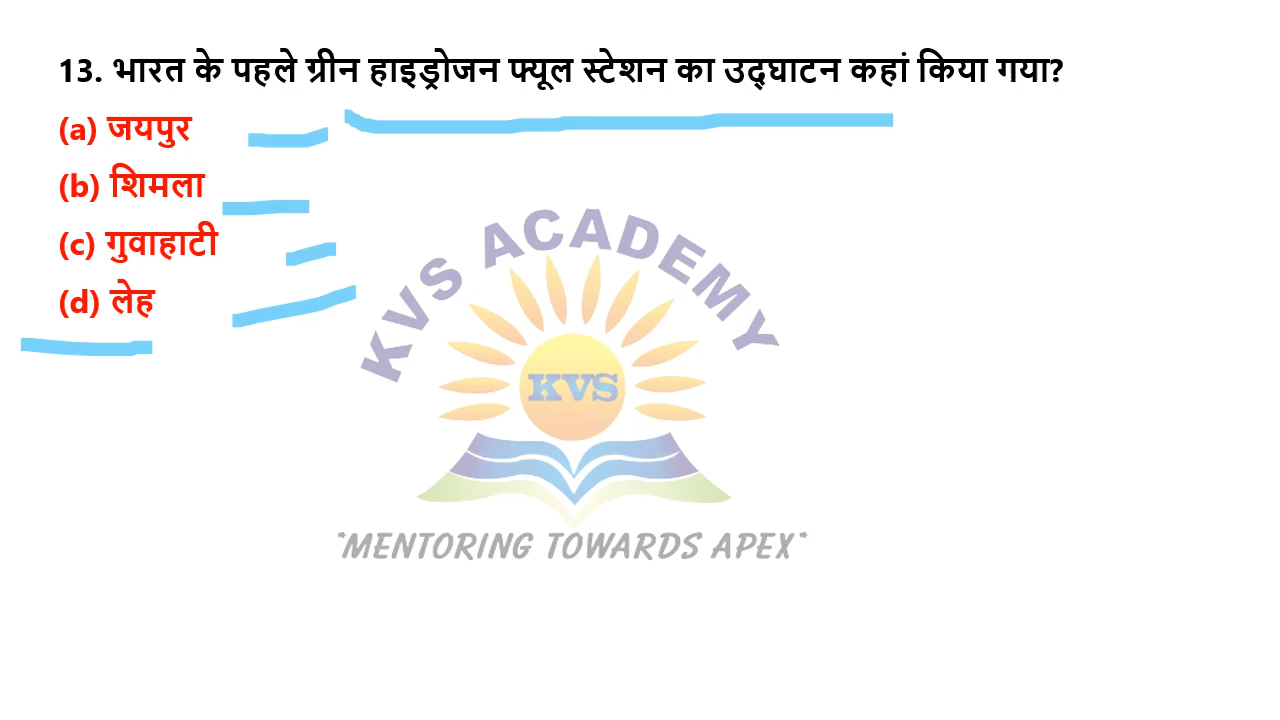 13. भारत के पहले ग्रीन हाइड्रोजन फ्यूल स्टेशन का उद्घाटन कहां किया गया?
(a) जयपुर
(b) शिमला
(c) गुवाहाटी
(d) लेह
KVS ACADEMY
KVS
"MENTORING TOWARDS APEX"